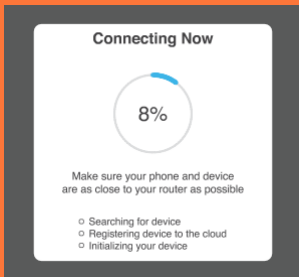 Connecting Now
8%
Make sure your phone and device
are as close to your router as possible
Searching for device
Registering device to the cloud
Initializing your device